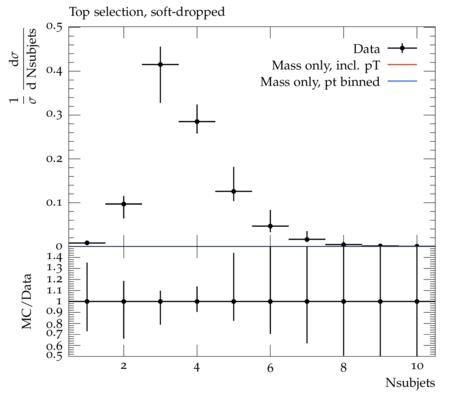 Top selection, soft-dropped
1/σ dσ/d Nsubjets
Data
Mass only, incl. pT
Mass only, pt binned
0.5
0.4
0.3
0.2
0.1
0
MC/Data
1.4
1.3
1.2
1.1
1
0.9
0.8
0.7
0.6
0.5
2 4 6 8 10
Nsubjets